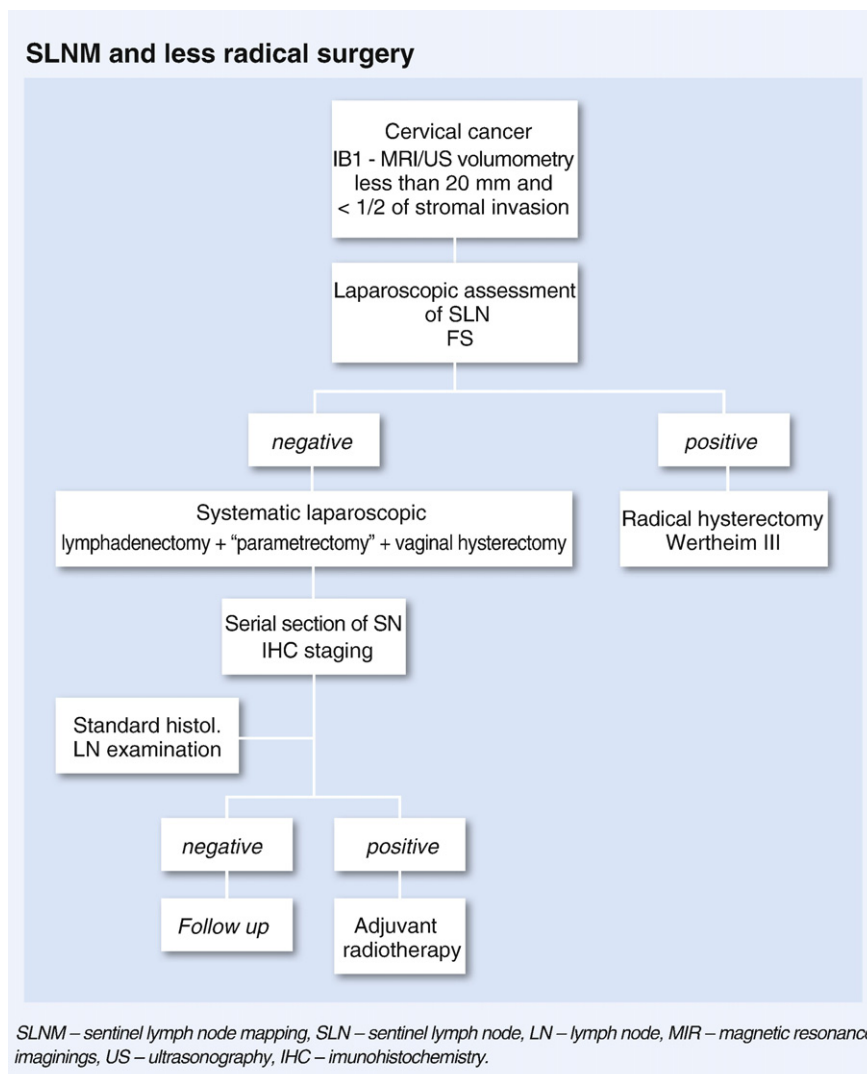 SLNM and less radical surgery
Cervical cancer
IB1 - MRI/US volumometry
less than 20 mm and
< 1/2 of stromal invasion
Laparoscopic assessment
of SLN
FS
negative
positive
Systematic laparoscopic
lymphadenectomy + “parametrectomy” + vaginal hysterectomy
Radical hysterectomy
Wertheim III
Serial section of SN
IHC staging
Standard histol.
LN examination
negative
positive
Follow up
Adjuvant
radiotherapy
SLNM – sentinel lymph node mapping, SLN – sentinel lymph node, LN – lymph node, MIR – magnetic resonance
imaginings, US – ultrasonography, IHC – imunohistochemistry.